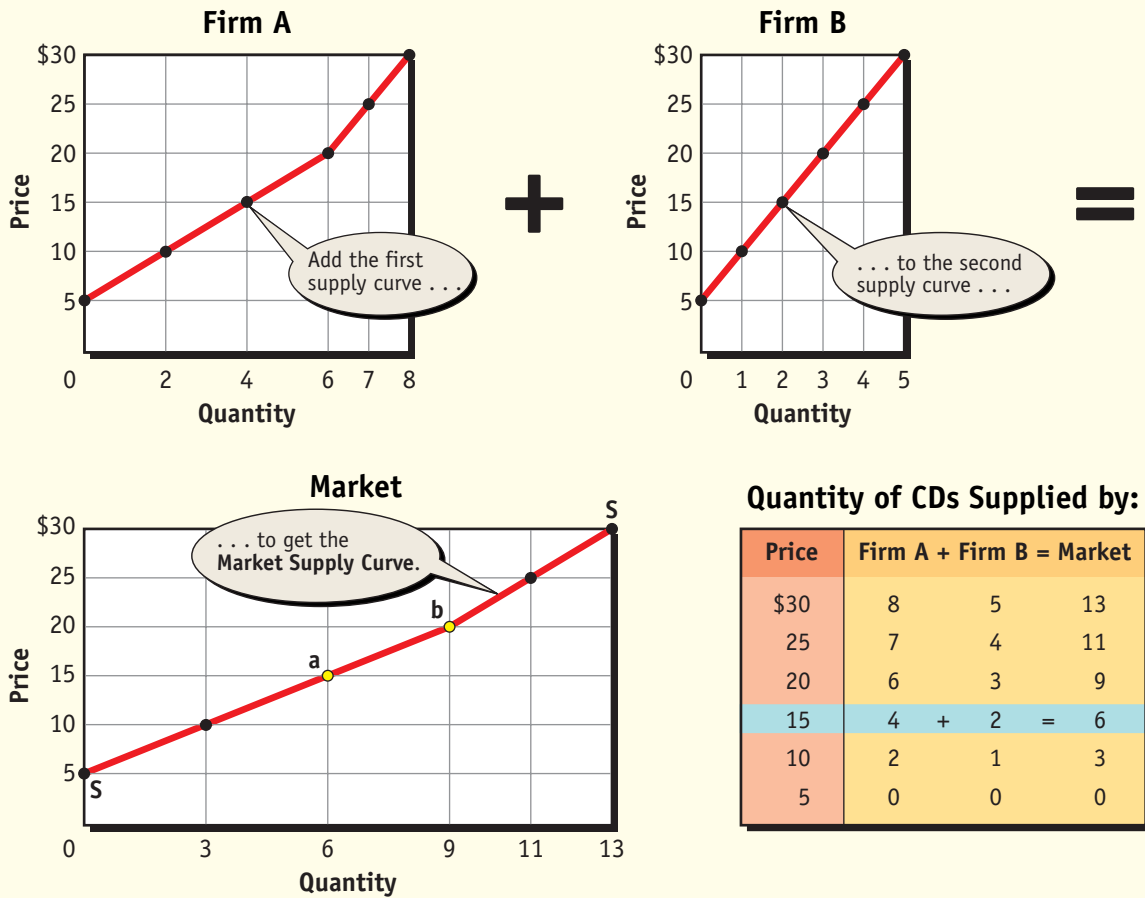 Firm A
$30
25
20
15
10
5
0 2 4 6 7 8
Price
Quantity
Add the first
supply curve . . .
+
Firm B
$30
25
20
15
10
5
0 1 2 3 4 5
Price
Quantity
. . . to the second
supply curve . . .
=
Market
$30
25
20
15
10
5
0 3 6 9 11 13
Price
Quantity
. . . to get the
Market Supply Curve.
S
b
a
S
Quantity of CDs Supplied by:
Price Firm A + Firm B = Market
$30 8 5 13
25 7 4 11
20 6 3 9
15 4 + 2 = 6
10 2 1 3
5 0 0 0